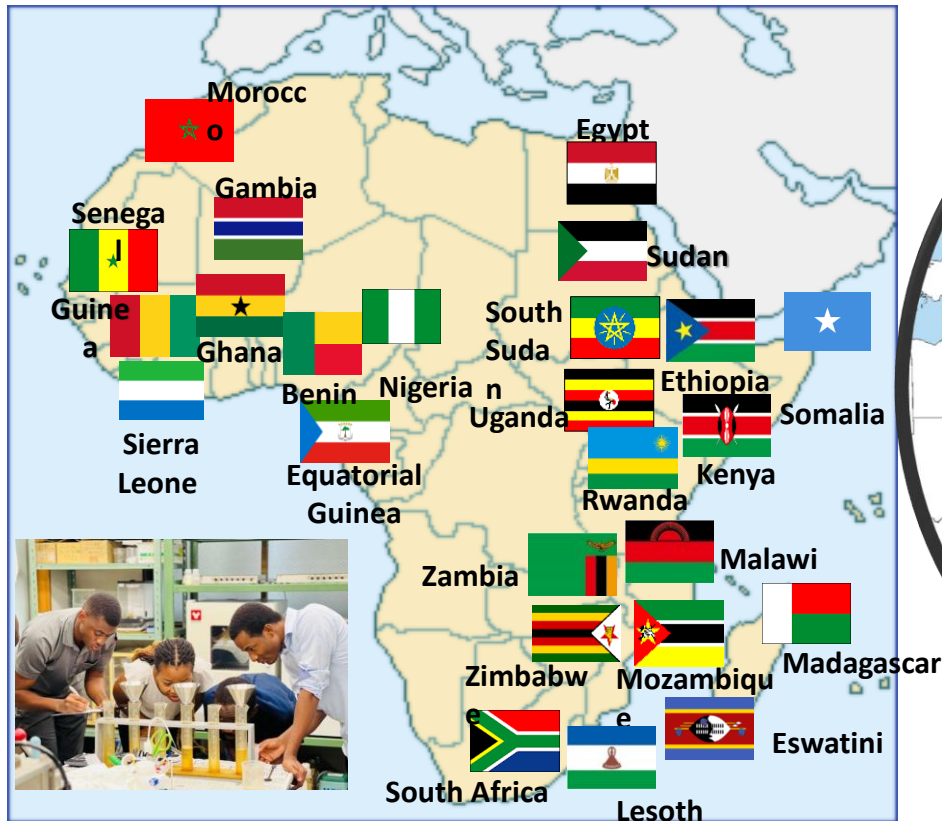 Morocc
o
Egypt
Gambia
Senega
l
Sudan
Guine
a
Ghana
South
Suda
n
Benin
Nigeria
Ethiopia
Uganda
Somalia
Sierra
Leone
Equatorial
Guinea
Kenya
Rwanda
Zambia
Malawi
Zimbabw
e
Mozambiqu
e
Madagascar
Eswatini
South Africa
Lesoth